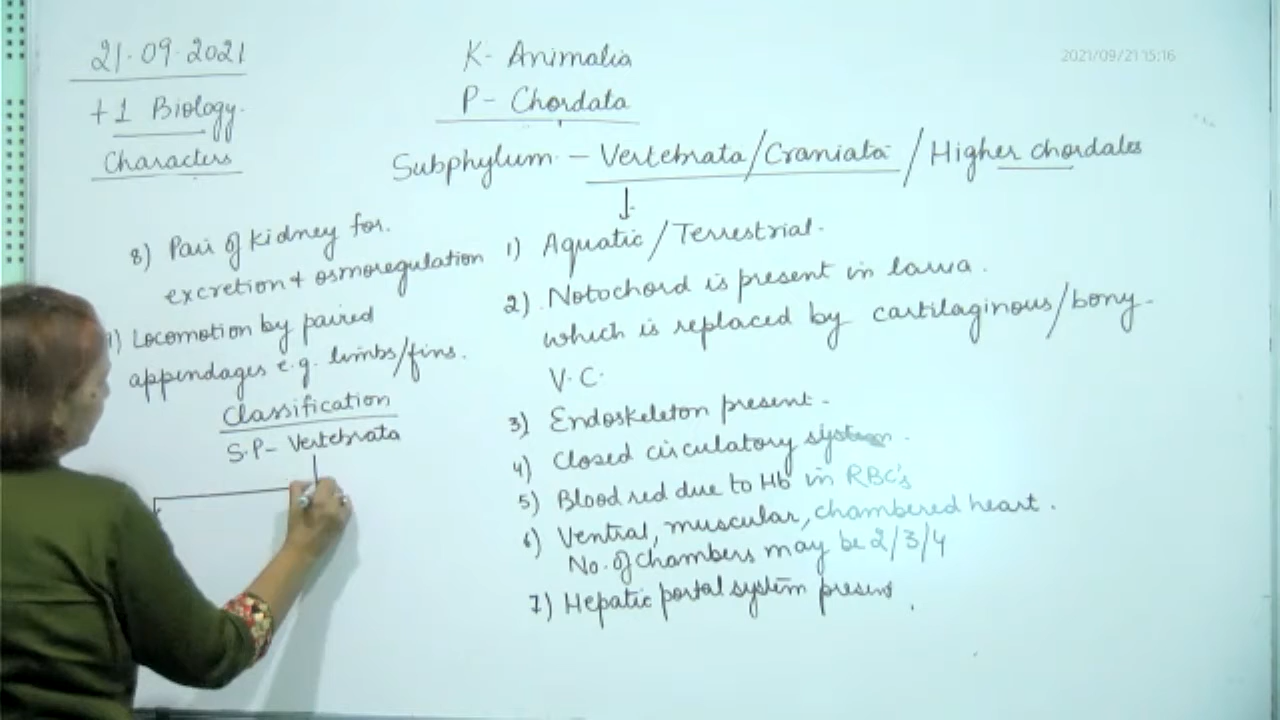 21.09.2021
+1 Biology.
Characters
K- Animalia
P- Chordata
2021/09/21 15:16
Subphylum - Vertebrata/Craniata/Higher chordates
1) Aquatic/Terrestrial.
2) Notochord is present in larva.
which is replaced by cartilaginous/bony
V.C.
3) Endoskeleton present.
4) Closed circulatory system.
5) Blood red due to Hb in RBC's
6) Ventral, muscular, chambered heart.
No. of chambers may be 2/3/4
7) Hepatic portal system present.
8) Pair of kidney for.
excretion + osmoregulation
) Locomotion by paired
appendages e.g. limbs/fins.
Classification
S.P- Vertebrata